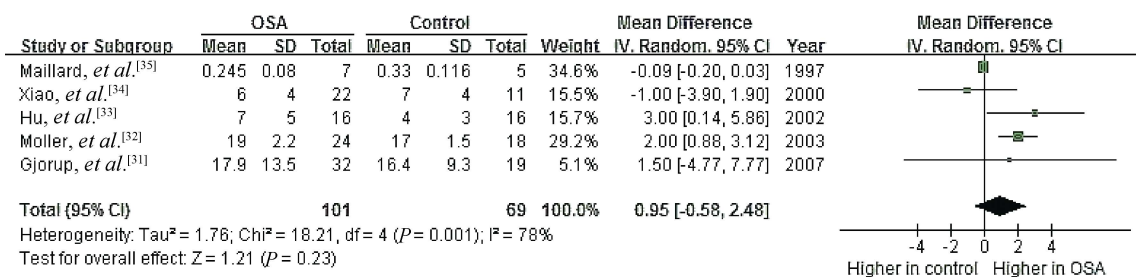 OSA Control Mean Difference Mean Difference
Study or Subgroup Mean SD Total Mean SD Total Weight IV. Random. 95% CI Year IV. Random. 95% CI
Maillard, et al.[35] 0.245 0.08 7 0.33 0.116 5 34.6% -0.09 [-0.20, 0.03] 1997
Xiao, et al.[34] 6 4 22 7 4 11 15.5% -1.00 [-3.90, 1.90] 2000
Hu, et al.[33] 7 5 16 4 3 16 15.7% 3.00 [0.14, 5.86] 2002
Moller, et al.[32] 19 2.2 24 17 1.5 18 29.2% 2.00 [0.88, 3.12] 2003
Gjorup, et al.[31] 17.9 13.5 32 16.4 9.3 19 5.1% 1.50 [-4.77, 7.77] 2007
Total (95% CI) 101 69 100.0% 0.95 [-0.58, 2.48]
Heterogeneity: Tau² = 1.76; Chi² = 18.21, df = 4 (P = 0.001); I² = 78%
Test for overall effect: Z = 1.21 (P = 0.23)
-4 -2 0 2 4
Higher in control Higher in OSA